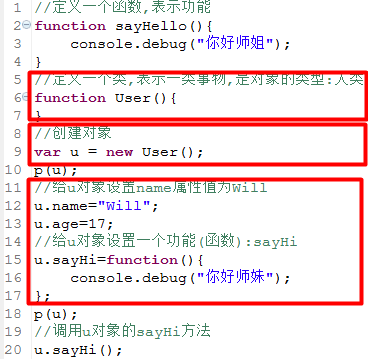 1 //定义一个函数,表示功能
2 function sayHello(){
3 console.debug("你好师姐");
4 }
5 //定义一个类,表示一类事物,是对象的类型:人类
6 function User(){
7 }
8 //创建对象
9 var u = new User();
10 p(u);
11 //给u对象设置name属性值为Will
12 u.name="Will";
13 u.age=17;
14 //给u对象设置一个功能(函数):sayHi
15 u.sayHi=function(){
16 console.debug("你好师妹");
17 };
18 p(u);
19 //调用u对象的sayHi方法
20 u.sayHi();